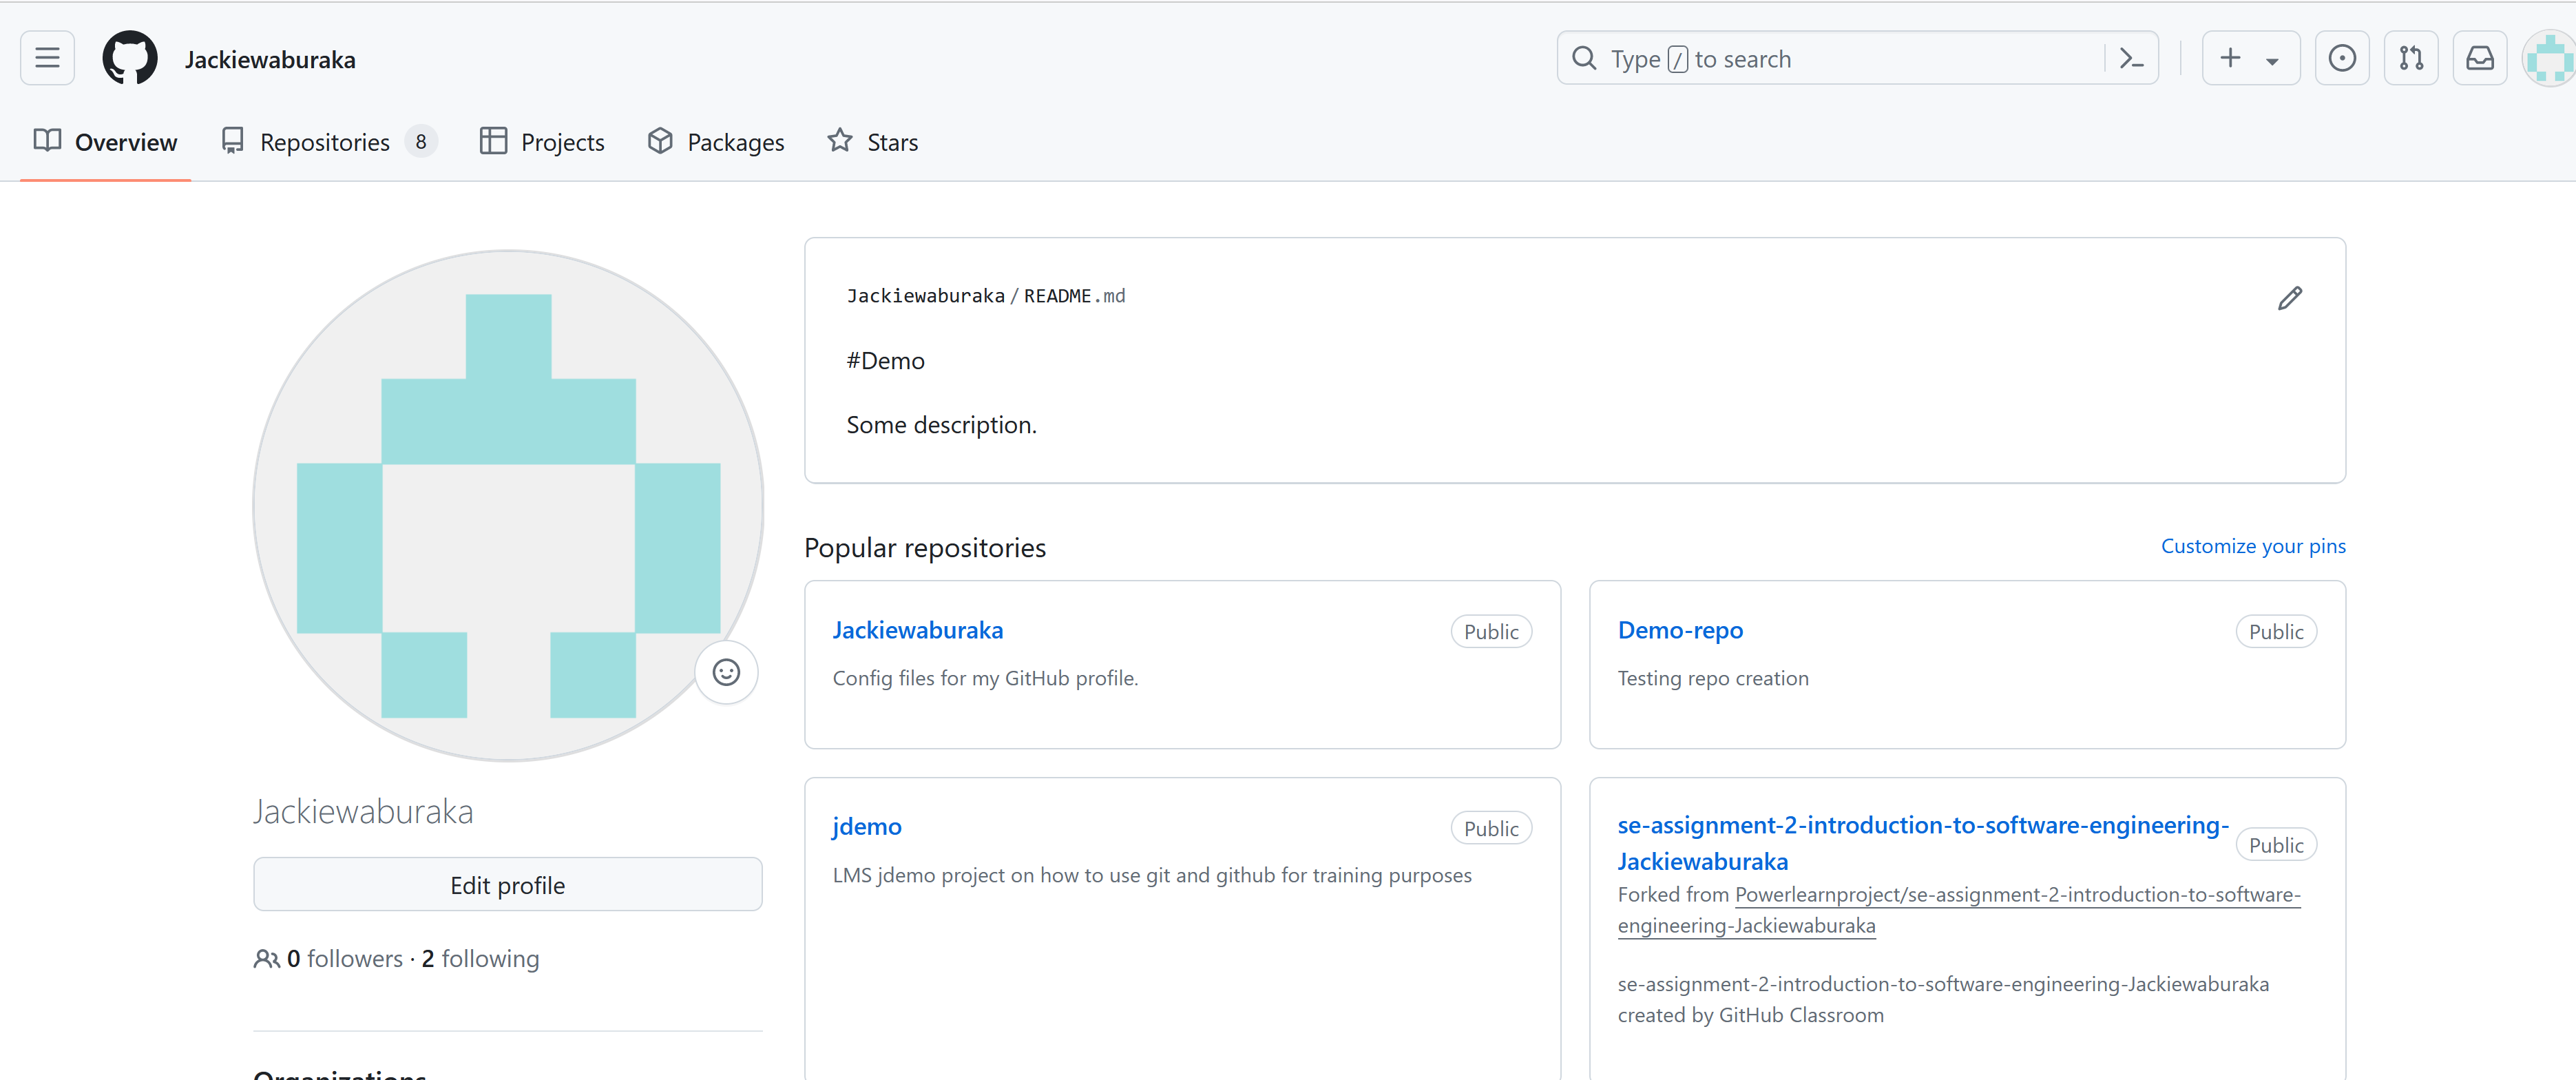 Jackiewaburaka
Type / to search
Overview
Repositories 8
Projects
Packages
Stars
Jackiewaburaka/README.md
#Demo
Some description.
Popular repositories
Customize your pins
Jackiewaburaka
Public
Config files for my GitHub profile.
Demo-repo
Public
Testing repo creation
jdemo
Public
LMS jdemo project on how to use git and github for training purposes
se-assignment-2-introduction-to-software-engineering-
Jackiewaburaka
Public
Forked from Powerlearnproject/se-assignment-2-introduction-to-software-
engineering-Jackiewaburaka
se-assignment-2-introduction-to-software-engineering-Jackiewaburaka
created by GitHub Classroom
Jackiewaburaka
Edit profile
0 followers · 2 following
Organizations